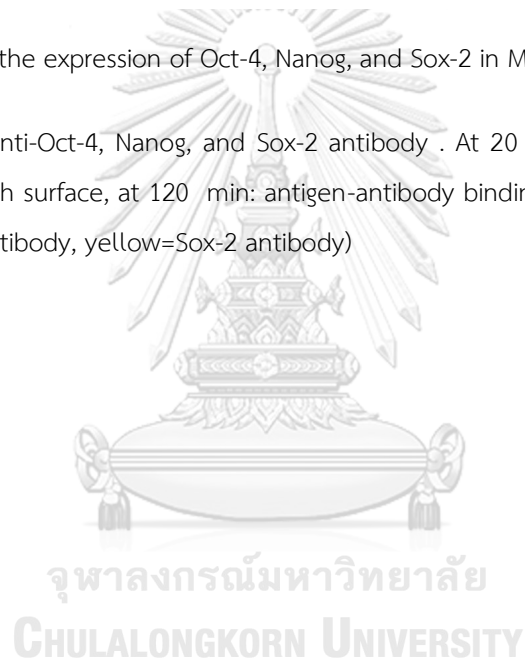 the expression of Oct-4, Nanog, and Sox-2 in M
nti-Oct-4, Nanog, and Sox-2 antibody . At 20
h surface, at 120 min: antigen-antibody bindin
tibody, yellow=Sox-2 antibody)
จุฬาลงกรณ์มหาวิทยาลัย
CHULALONGKORN UNIVERSITY